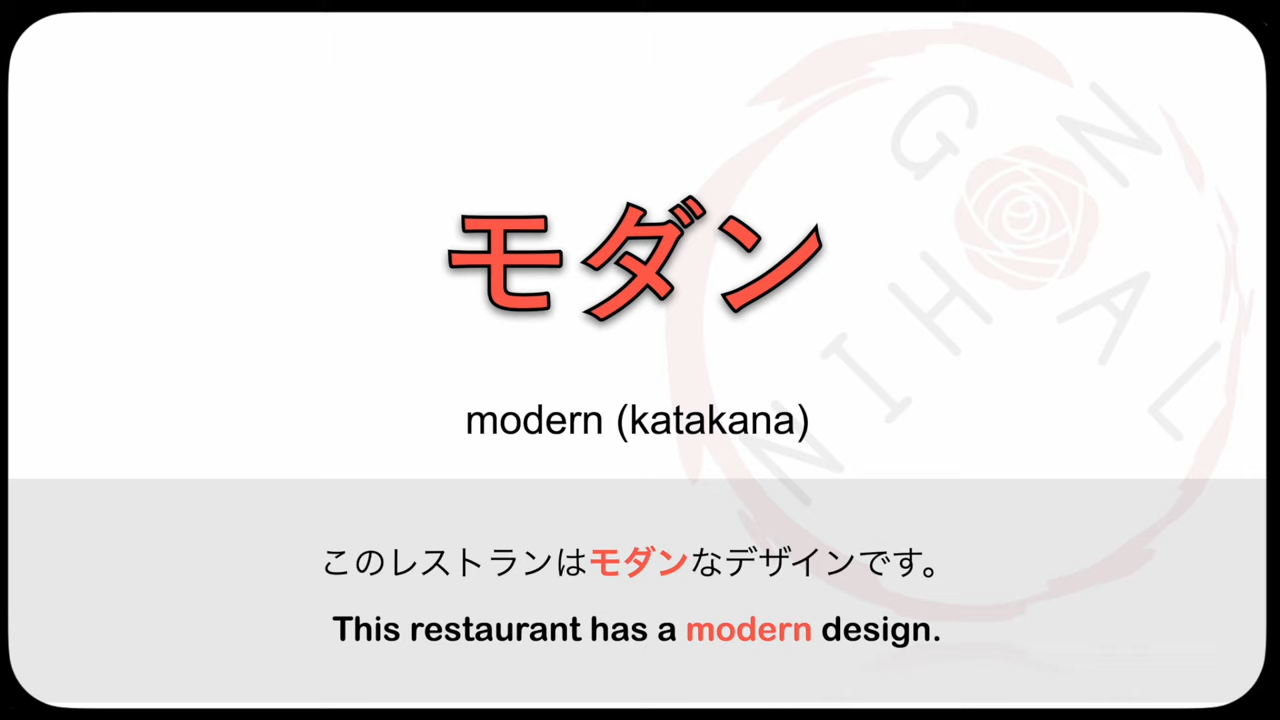 モダン
modern (katakana)
このレストランはモダンなデザインです。
This restaurant has a modern design.
NIHONGO